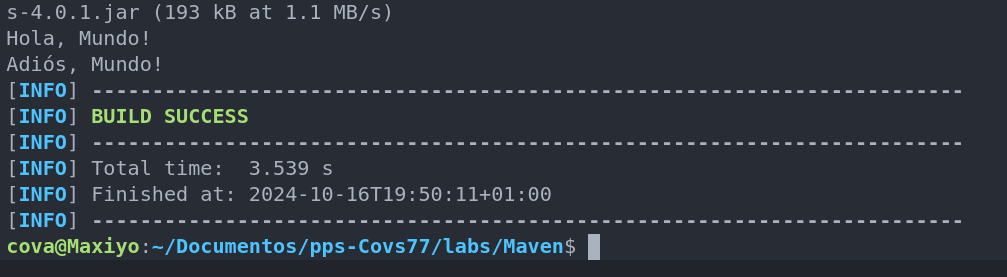 s-4.0.1.jar (193 kB at 1.1 MB/s)
Hola, Mundo!
Adiós, Mundo!
[INFO] ------------------------------------------------------------------------
[INFO] BUILD SUCCESS
[INFO] ------------------------------------------------------------------------
[INFO] Total time:  3.539 s
[INFO] Finished at: 2024-10-16T19:50:11+01:00
[INFO] ------------------------------------------------------------------------
cova@Maxiyo:~/Documentos/pps-Covs77/labs/Maven$